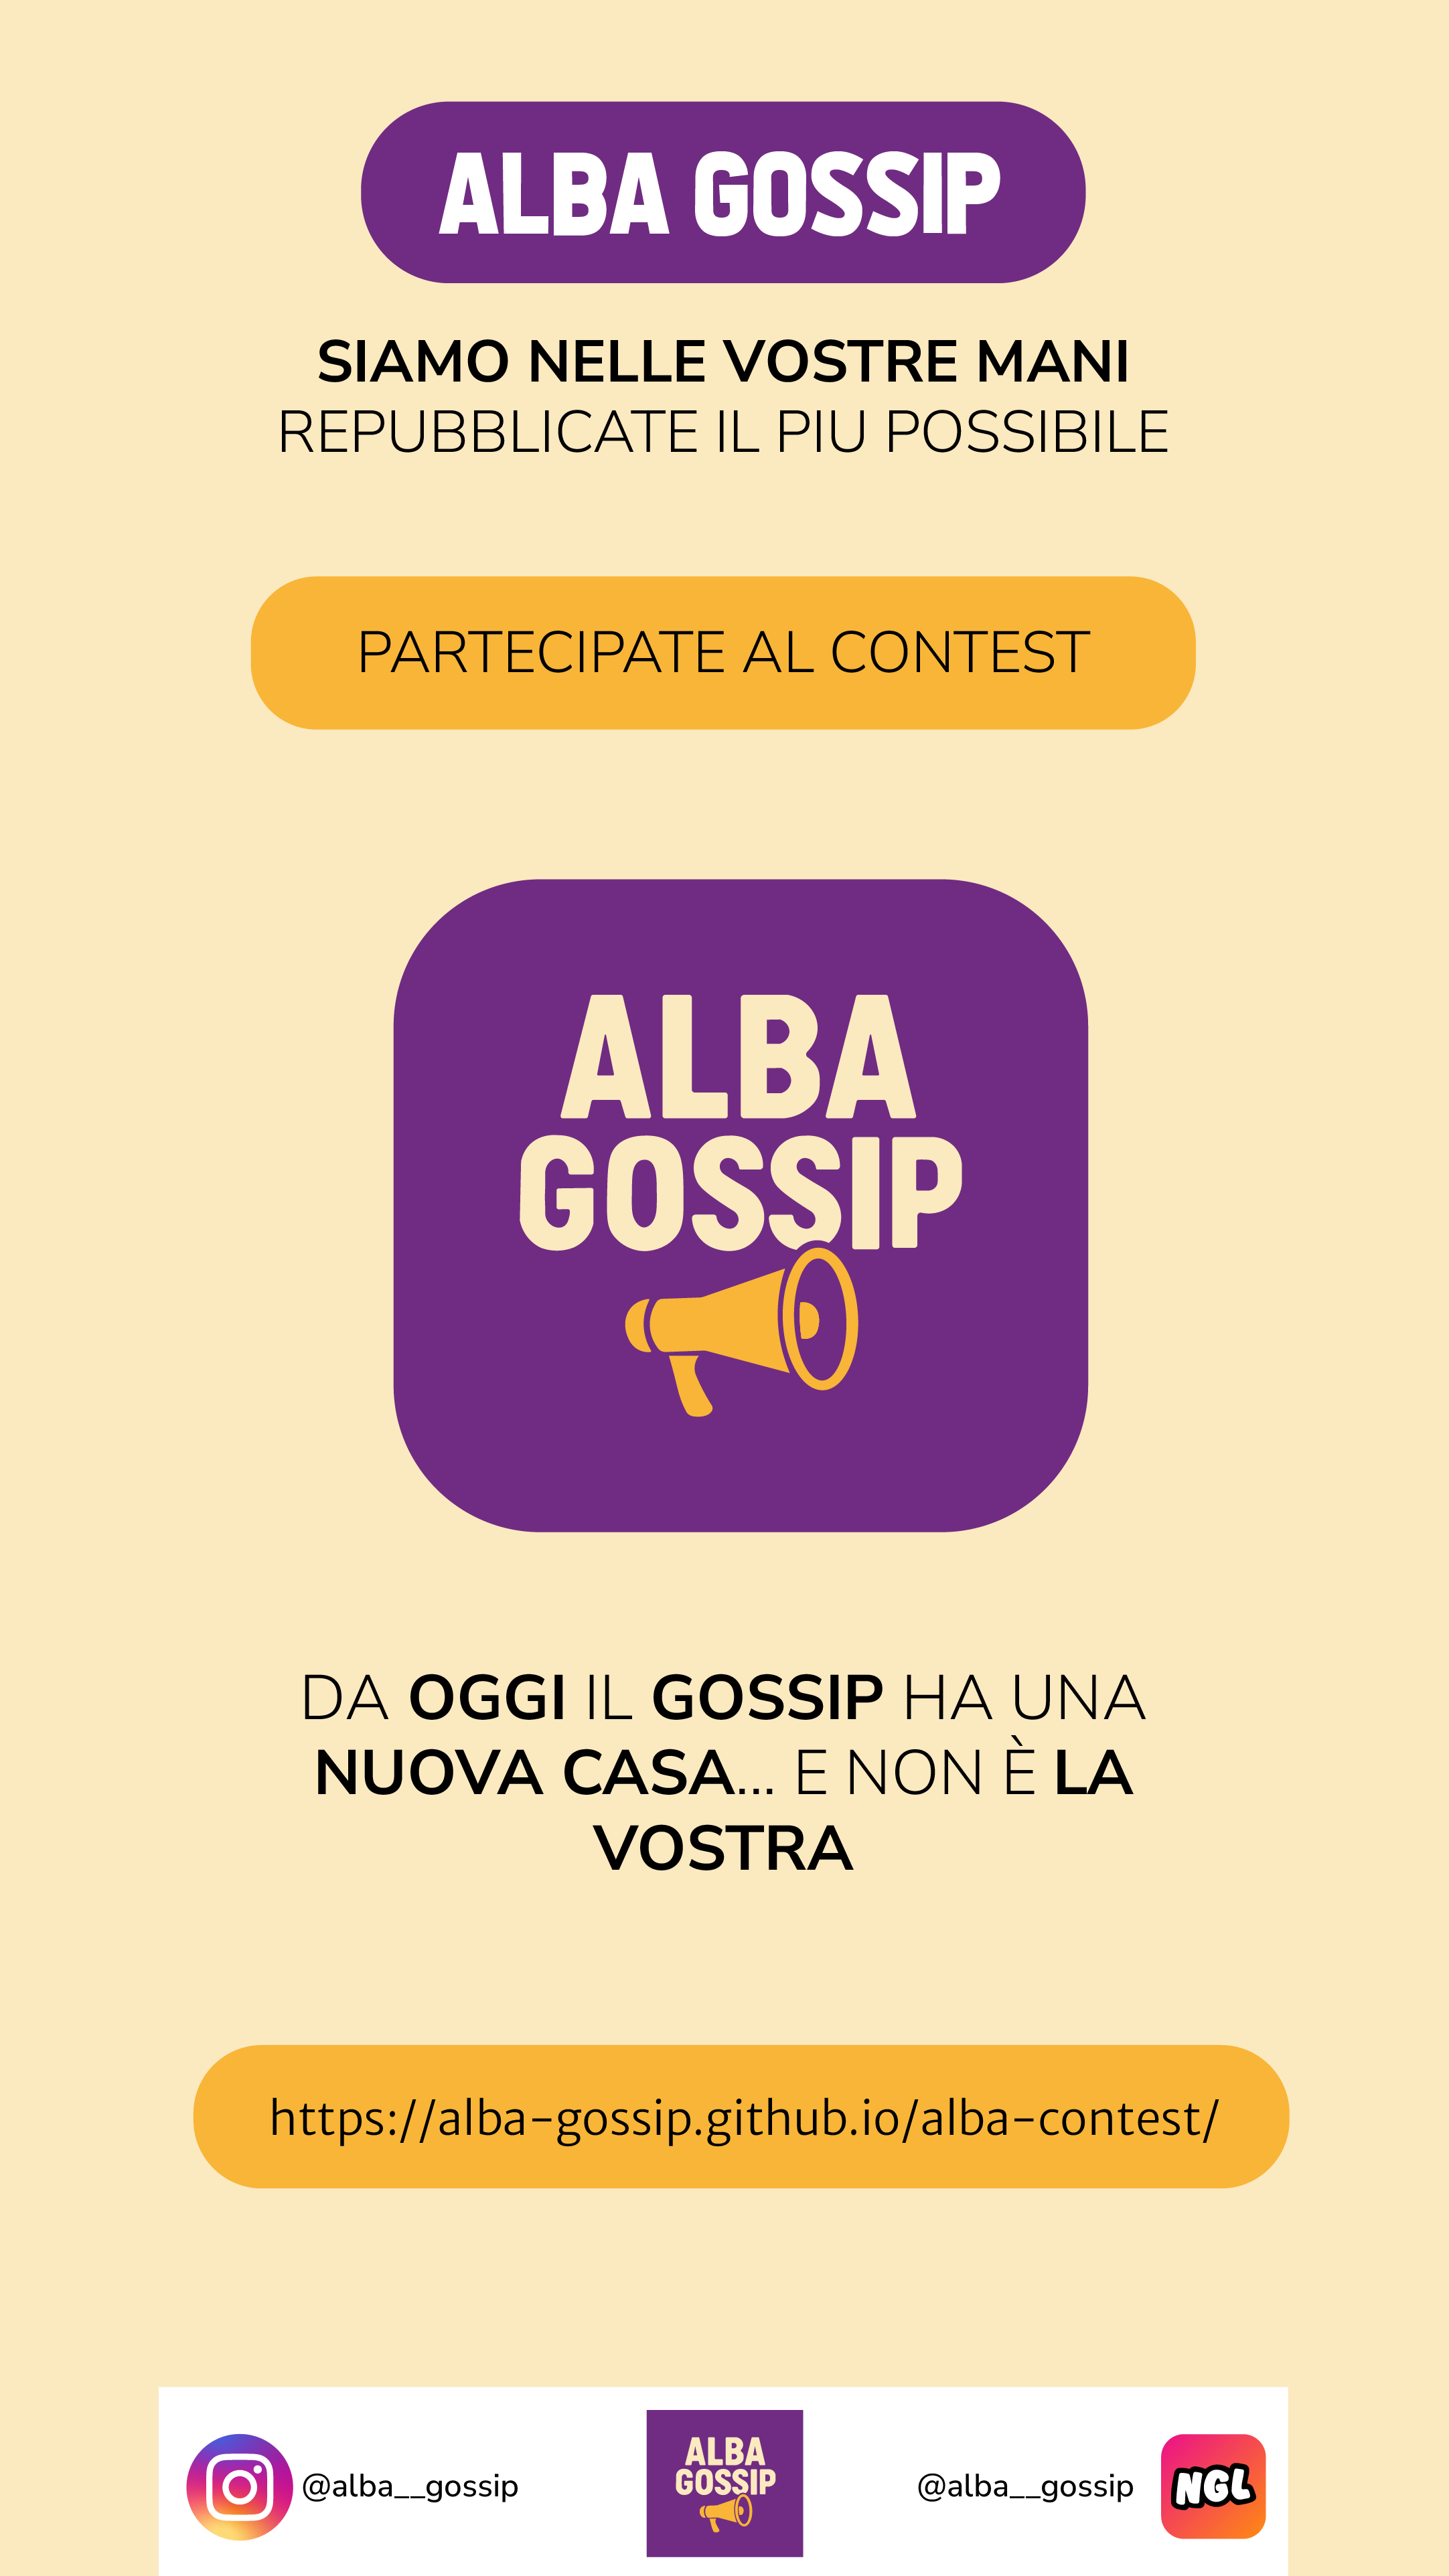 ALBA GOSSIP
SIAMO NELLE VOSTRE MANI
REPUBBLICATE IL PIU POSSIBILE
PARTECIPATE AL CONTEST
ALBA
GOSSIP
DA OGGI IL GOSSIP HA UNA
NUOVA CASA... E NON È LA
VOSTRA
https://alba-gossip.github.io/alba-contest/
@alba__gossip
ALBA
GOSSIP
@alba__gossip
NGL